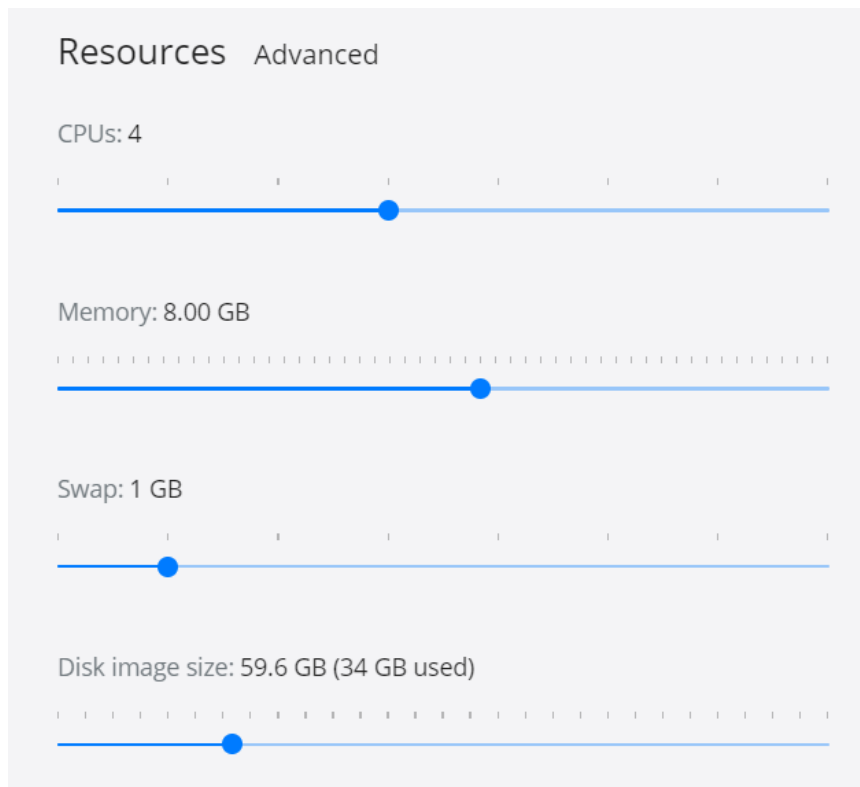 Resources Advanced
CPUs: 4
Memory: 8.00 GB
Swap: 1 GB
Disk image size: 59.6 GB (34 GB used)